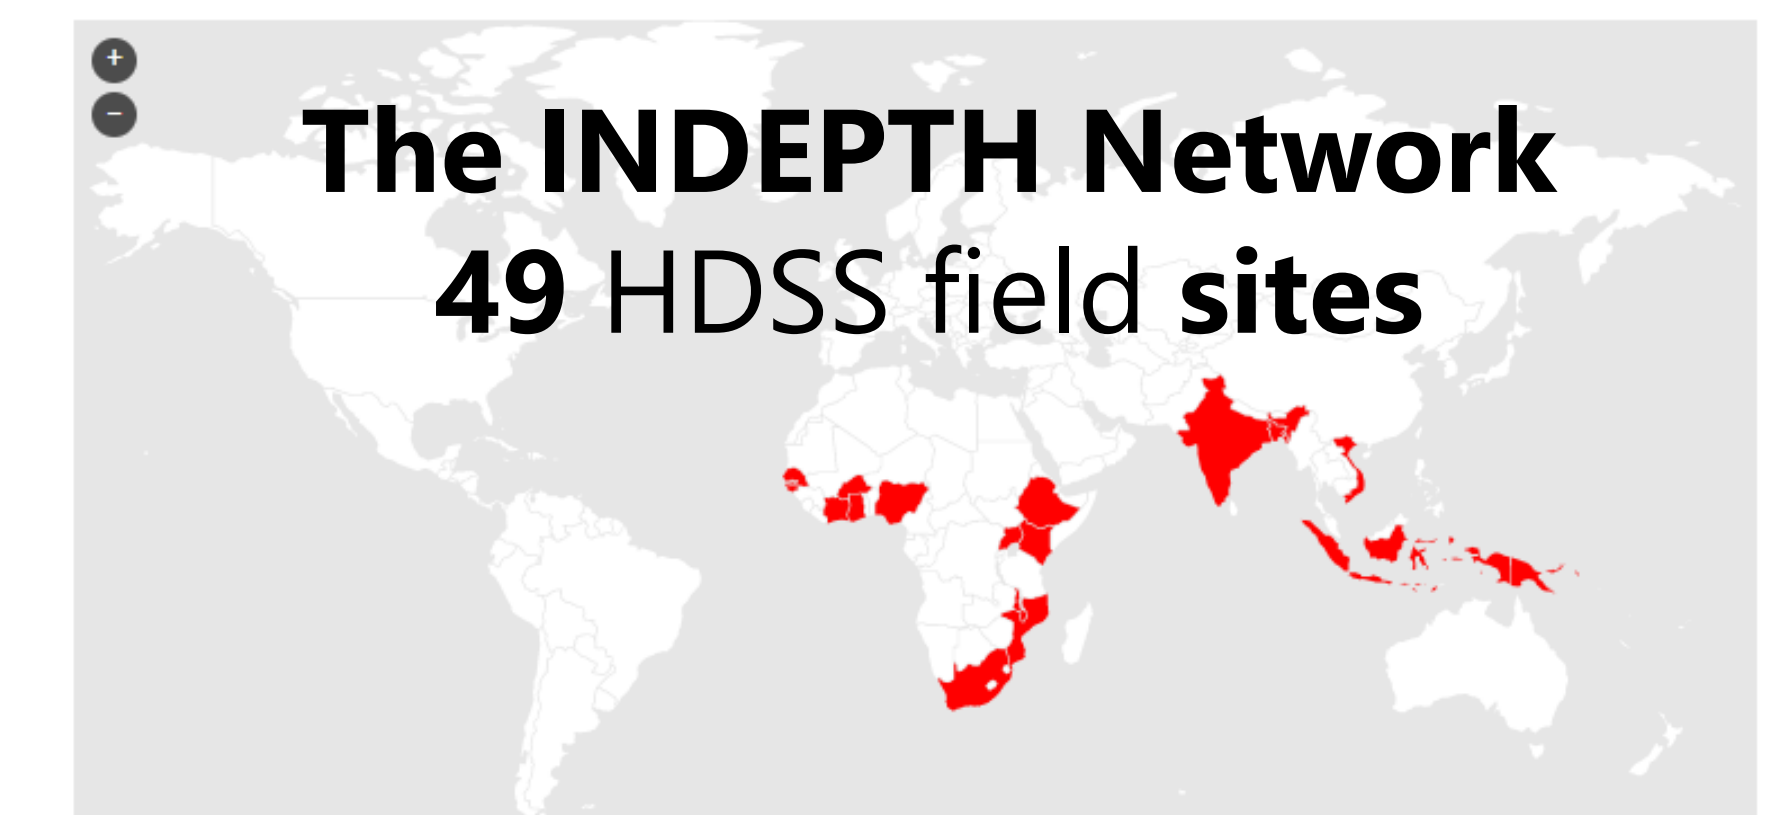 +
−
The INDEPTH Network
49 HDSS field sites